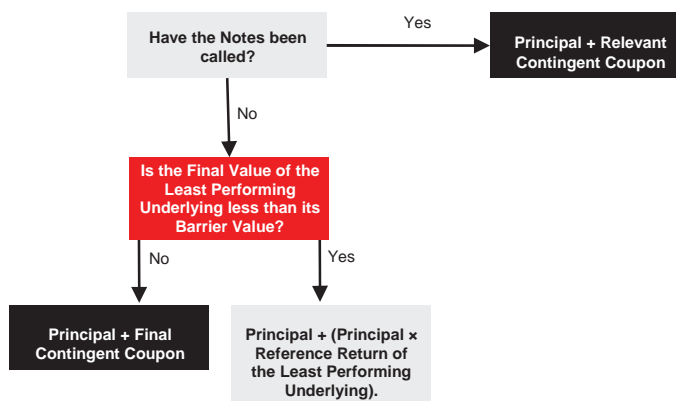 Have the Notes been
called?
Yes
Principal + Relevant
Contingent Coupon
No
Is the Final Value of the
Least Performing
Underlying less than its
Barrier Value?
No
Yes
Principal + Final
Contingent Coupon
Principal + (Principal ×
Reference Return of
the Least Performing
Underlying).